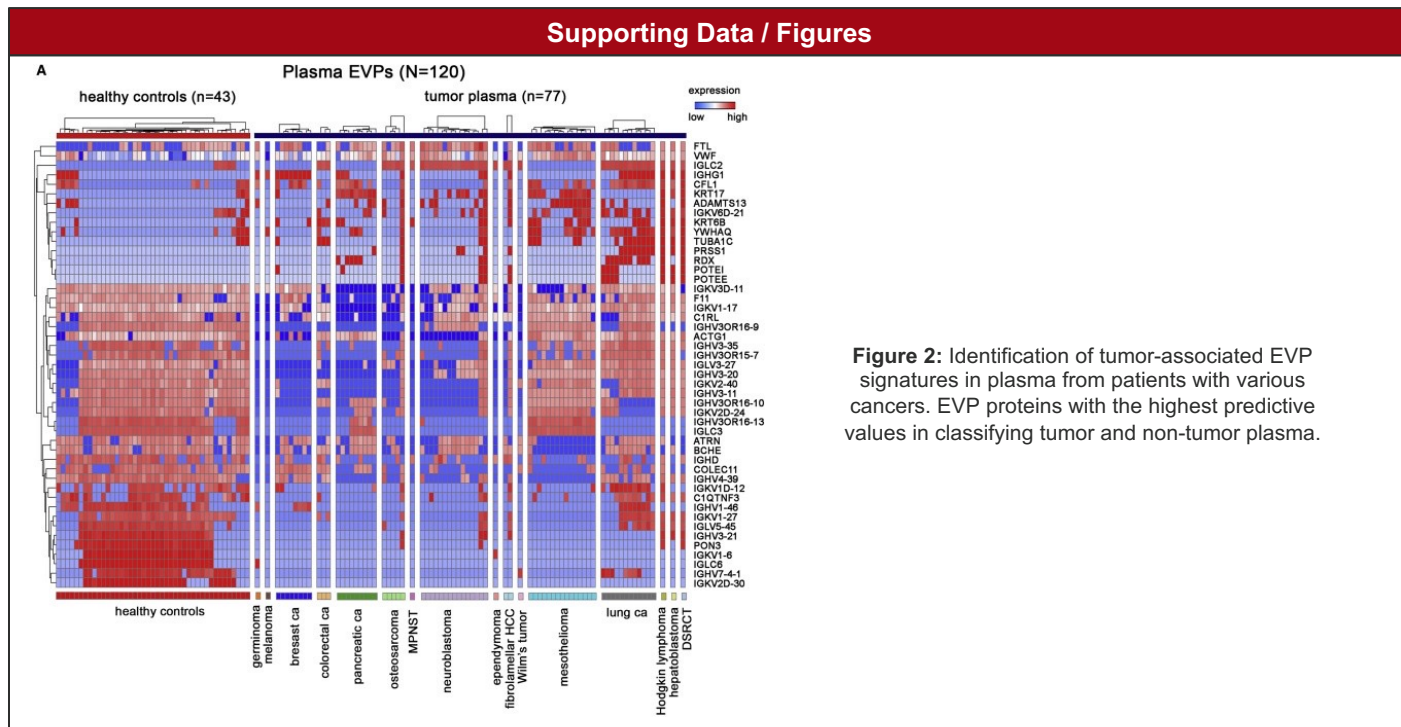 Supporting Data / Figures
A
Plasma EVPs (N=120)
healthy controls (n=43)
tumor plasma (n=77)
expression
low
high
FTL
VWF
IGLC2
IGHG1
CFL1
KRT17
ADAMTS13
IGKV6D-21
KRT6B
YWHAQ
TUBA1C
PRSS1
RDX
POTEI
POTEE
IGKV3D-11
F11
IGKV1-17
C1RL
IGHV3OR16-9
ACTG1
IGHV3-35
IGHV3OR15-7
IGLV3-27
IGHV3-20
IGKV2-40
IGHV3-11
IGHV3OR16-10
IGKV2D-24
IGHV3OR16-13
IGLC3
ATRN
BCHE
IGHD
COLEC11
IGHV4-39
IGKV1D-12
C1QTNF3
IGHV1-46
IGKV1-27
IGLV5-45
IGHV3-21
PON3
IGKV1-6
IGLC6
IGHV7-4-1
IGKV2D-30
healthy controls
germinoma
melanoma
breast ca
colorectal ca
pancreatic ca
osteosarcoma
MPNST
neuroblastoma
ependymoma
fibrolamellar HCC
Wilm's tumor
mesothelioma
lung ca
Hodgkin lymphoma
hepatoblastoma
DSRCT
Figure 2: Identification of tumor-associated EVP
signatures in plasma from patients with various
cancers. EVP proteins with the highest predictive
values in classifying tumor and non-tumor plasma.